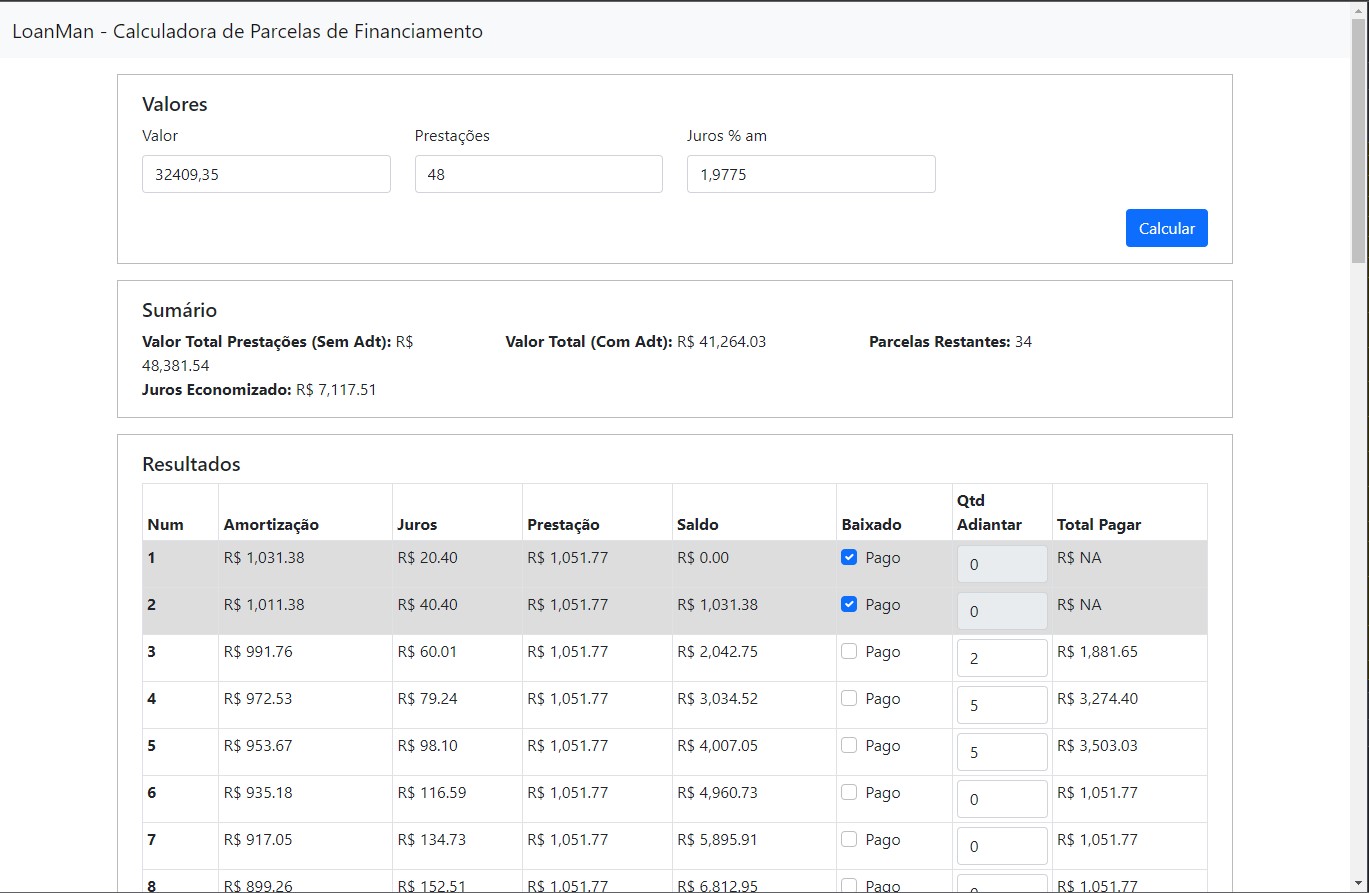 LoanMan - Calculadora de Parcelas de Financiamento
Valores
Valor Prestações Juros % am
32409,35 48 1,9775
Calcular
Sumário
Valor Total Prestações (Sem Adt): R$ Valor Total (Com Adt): R$ 41,264.03 Parcelas Restantes: 34
48,381.54
Juros Economizado: R$ 7,117.51
Resultados
Qtd
Num Amortização Juros Prestação Saldo Baixado Adiantar Total Pagar
1 R$ 1,031.38 R$ 20.40 R$ 1,051.77 R$ 0.00 Pago 0 R$ NA
2 R$ 1,011.38 R$ 40.40 R$ 1,051.77 R$ 1,031.38 Pago 0 R$ NA
3 R$ 991.76 R$ 60.01 R$ 1,051.77 R$ 2,042.75 Pago 2 R$ 1,881.65
4 R$ 972.53 R$ 79.24 R$ 1,051.77 R$ 3,034.52 Pago 5 R$ 3,274.40
5 R$ 953.67 R$ 98.10 R$ 1,051.77 R$ 4,007.05 Pago 5 R$ 3,503.03
6 R$ 935.18 R$ 116.59 R$ 1,051.77 R$ 4,960.73 Pago 0 R$ 1,051.77
7 R$ 917.05 R$ 134.73 R$ 1,051.77 R$ 5,895.91 Pago 0 R$ 1,051.77
8 R$ 899.26 R$ 152.51 R$ 1,051.77 R$ 6,812.95 Pago 0 R$ 1,051.77